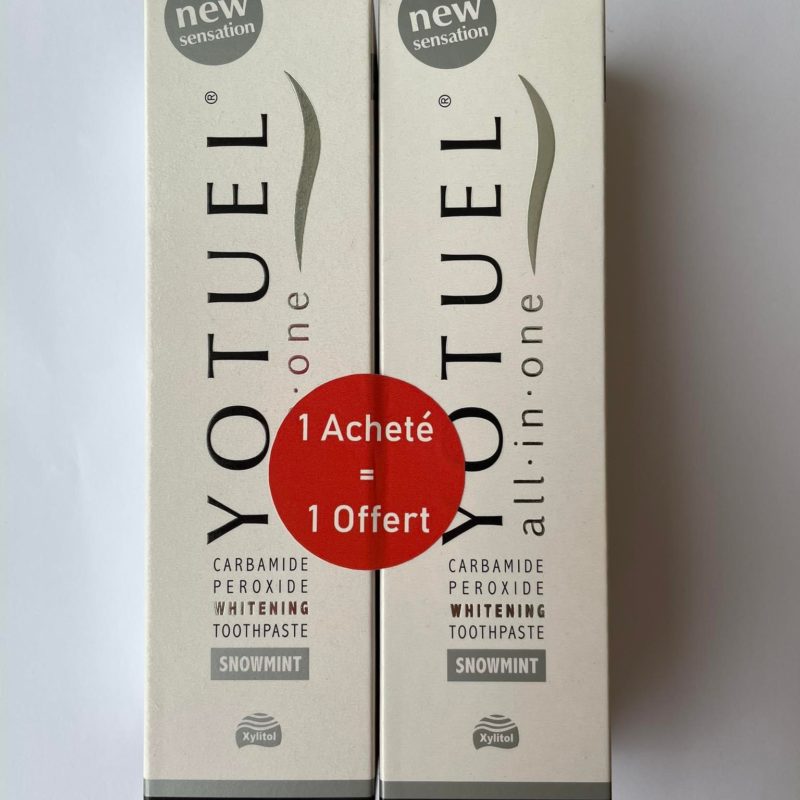 new
sensation
YOTUEL®
·one
CARBAMIDE
PEROXIDE
WHITENING
TOOTHPASTE
SNOWMINT
Xylitol
1 Acheté
=
1 Offert
new
sensation
YOTUEL®
all·in·one
CARBAMIDE
PEROXIDE
WHITENING
TOOTHPASTE
SNOWMINT
Xylitol